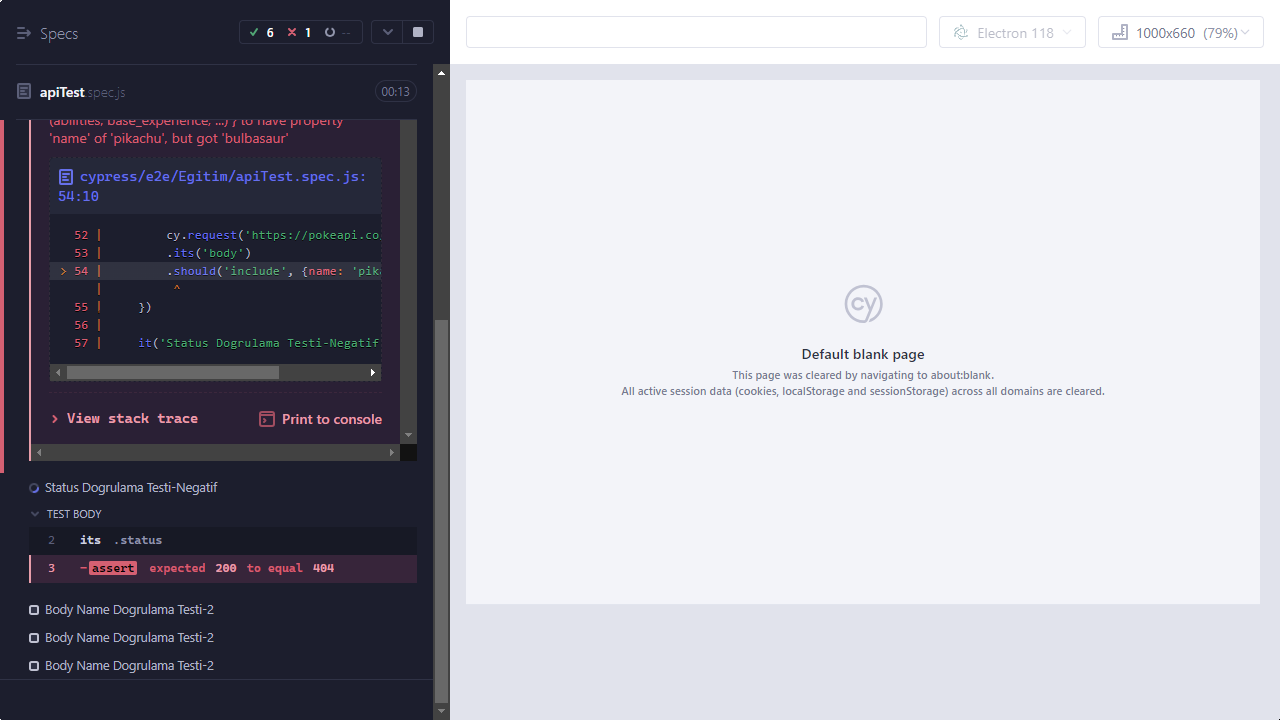 Specs
6 1 --
Electron 118
1000x660 (79%)
apiTest.spec.js
00:13
(abilities, base_experience, ...) } to have property
'name' of 'pikachu', but got 'bulbasaur'
cypress/e2e/Egitim/apiTest.spec.js:
54:10
52 | cy.request('https://pokeapi.co
53 | .its('body')
> 54 | .should('include', {name: 'pik
| ^
55 | })
56 |
57 | it('Status Dogrulama Testi-Negatif
> View stack trace
Print to console
Status Dogrulama Testi-Negatif
TEST BODY
2 its .status
3 -assert expected 200 to equal 404
Body Name Dogrulama Testi-2
Body Name Dogrulama Testi-2
Body Name Dogrulama Testi-2
cy
Default blank page
This page was cleared by navigating to about:blank.
All active session data (cookies, localStorage and sessionStorage) across all domains are cleared.